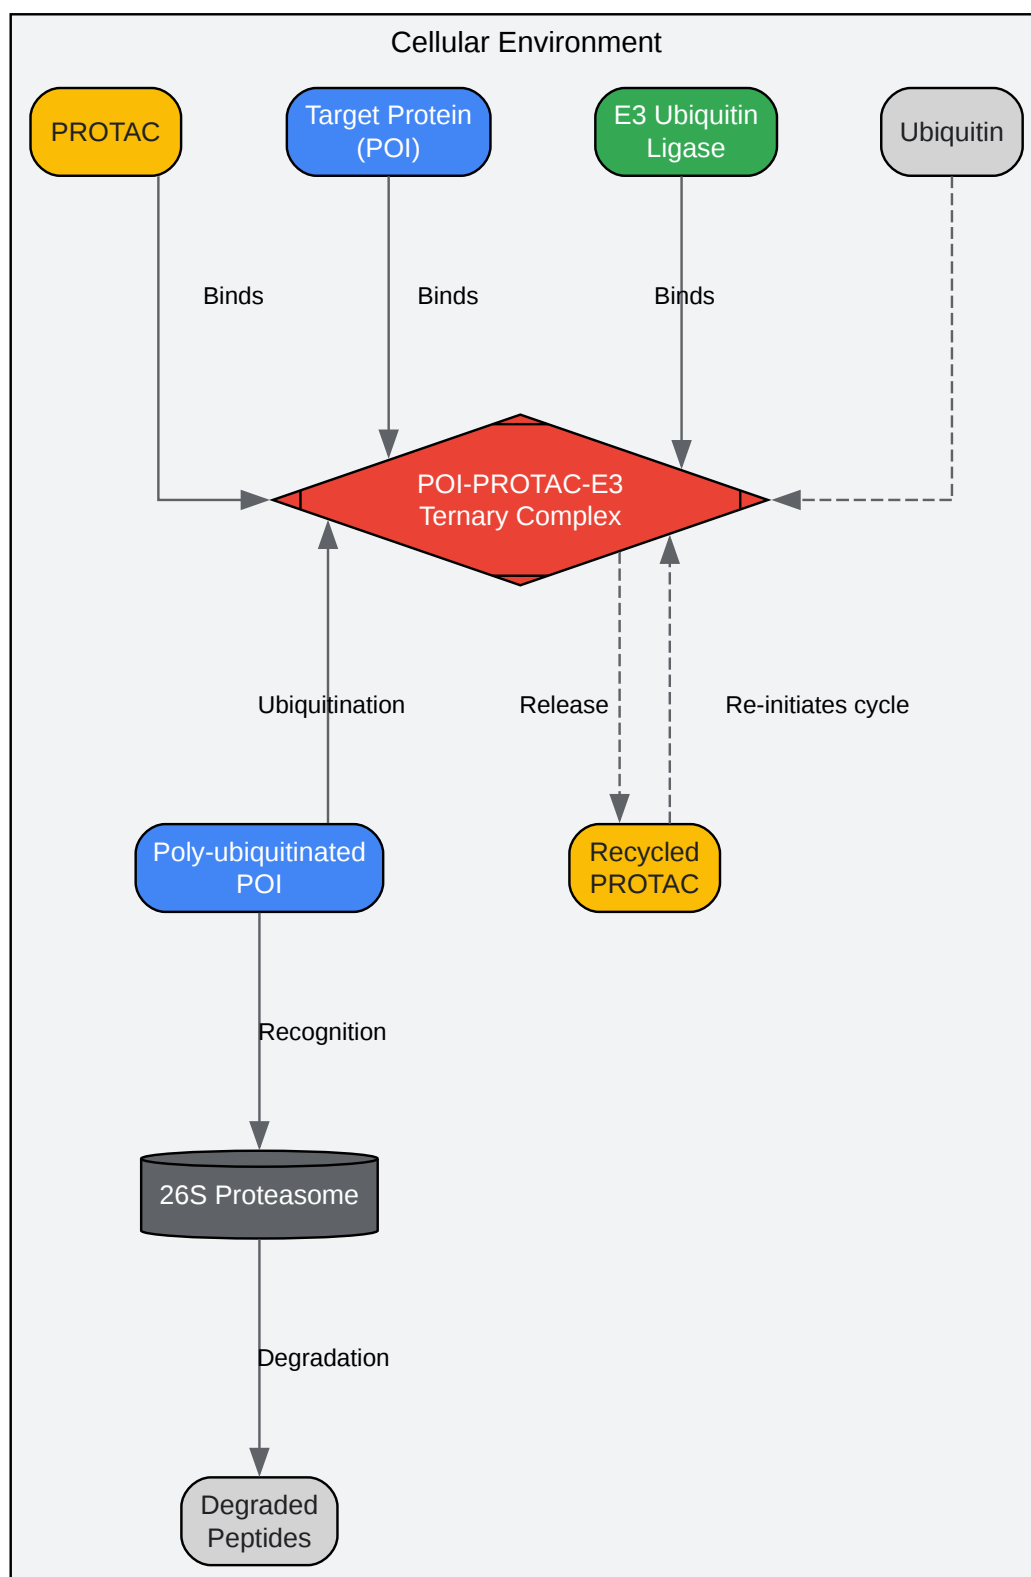 Cellular Environment
PROTAC
Target Protein
(POI)
E3 Ubiquitin
Ligase
Ubiquitin
Binds
Binds
Binds
POI-PROTAC-E3
Ternary Complex
Ubiquitination
Release
Re-initiates cycle
Poly-ubiquitinated
POI
Recycled
PROTAC
Recognition
26S Proteasome
Degradation
Degraded
Peptides